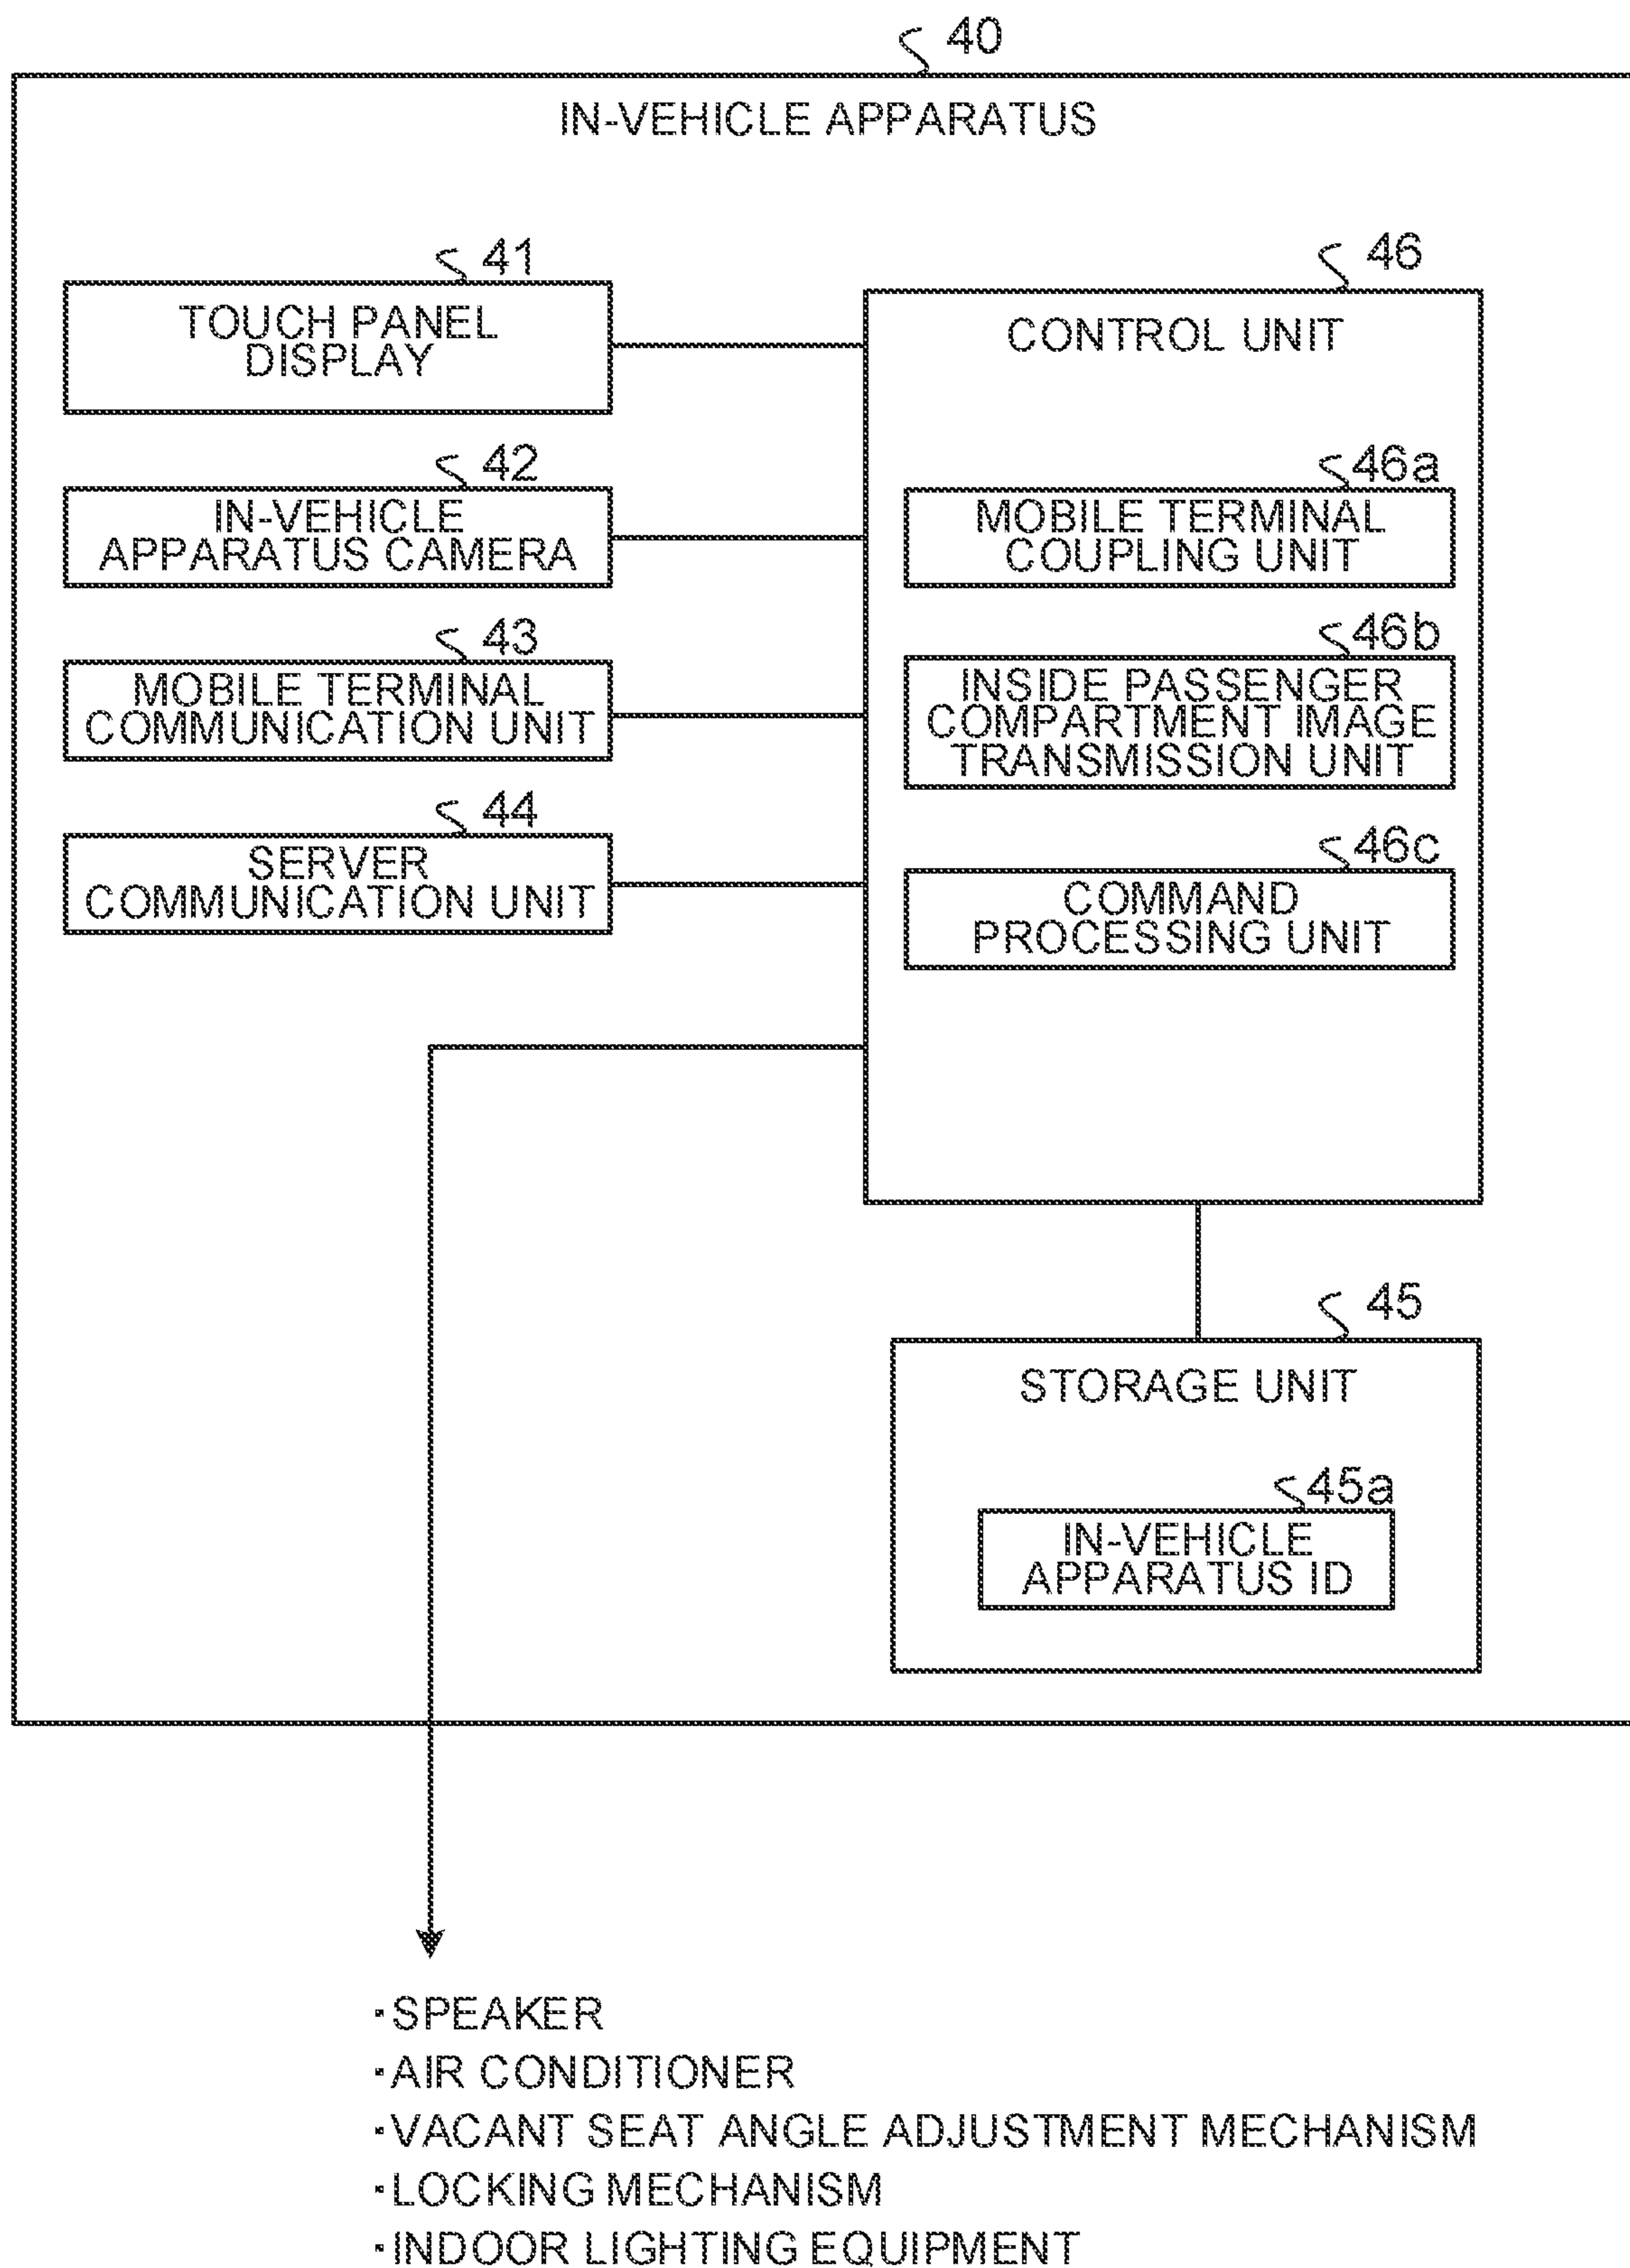 40
IN-VEHICLE APPARATUS
41
TOUCH PANEL
DISPLAY
42
IN-VEHICLE
APPARATUS CAMERA
43
MOBILE TERMINAL
COMMUNICATION UNIT
44
SERVER
COMMUNICATION UNIT
46
CONTROL UNIT
46a
MOBILE TERMINAL
COUPLING UNIT
46b
INSIDE PASSENGER
COMPARTMENT IMAGE
TRANSMISSION UNIT
46c
COMMAND
PROCESSING UNIT
45
STORAGE UNIT
45a
IN-VEHICLE
APPARATUS ID
・SPEAKER
・AIR CONDITIONER
・VACANT SEAT ANGLE ADJUSTMENT MECHANISM
・LOCKING MECHANISM
・INDOOR LIGHTING EQUIPMENT